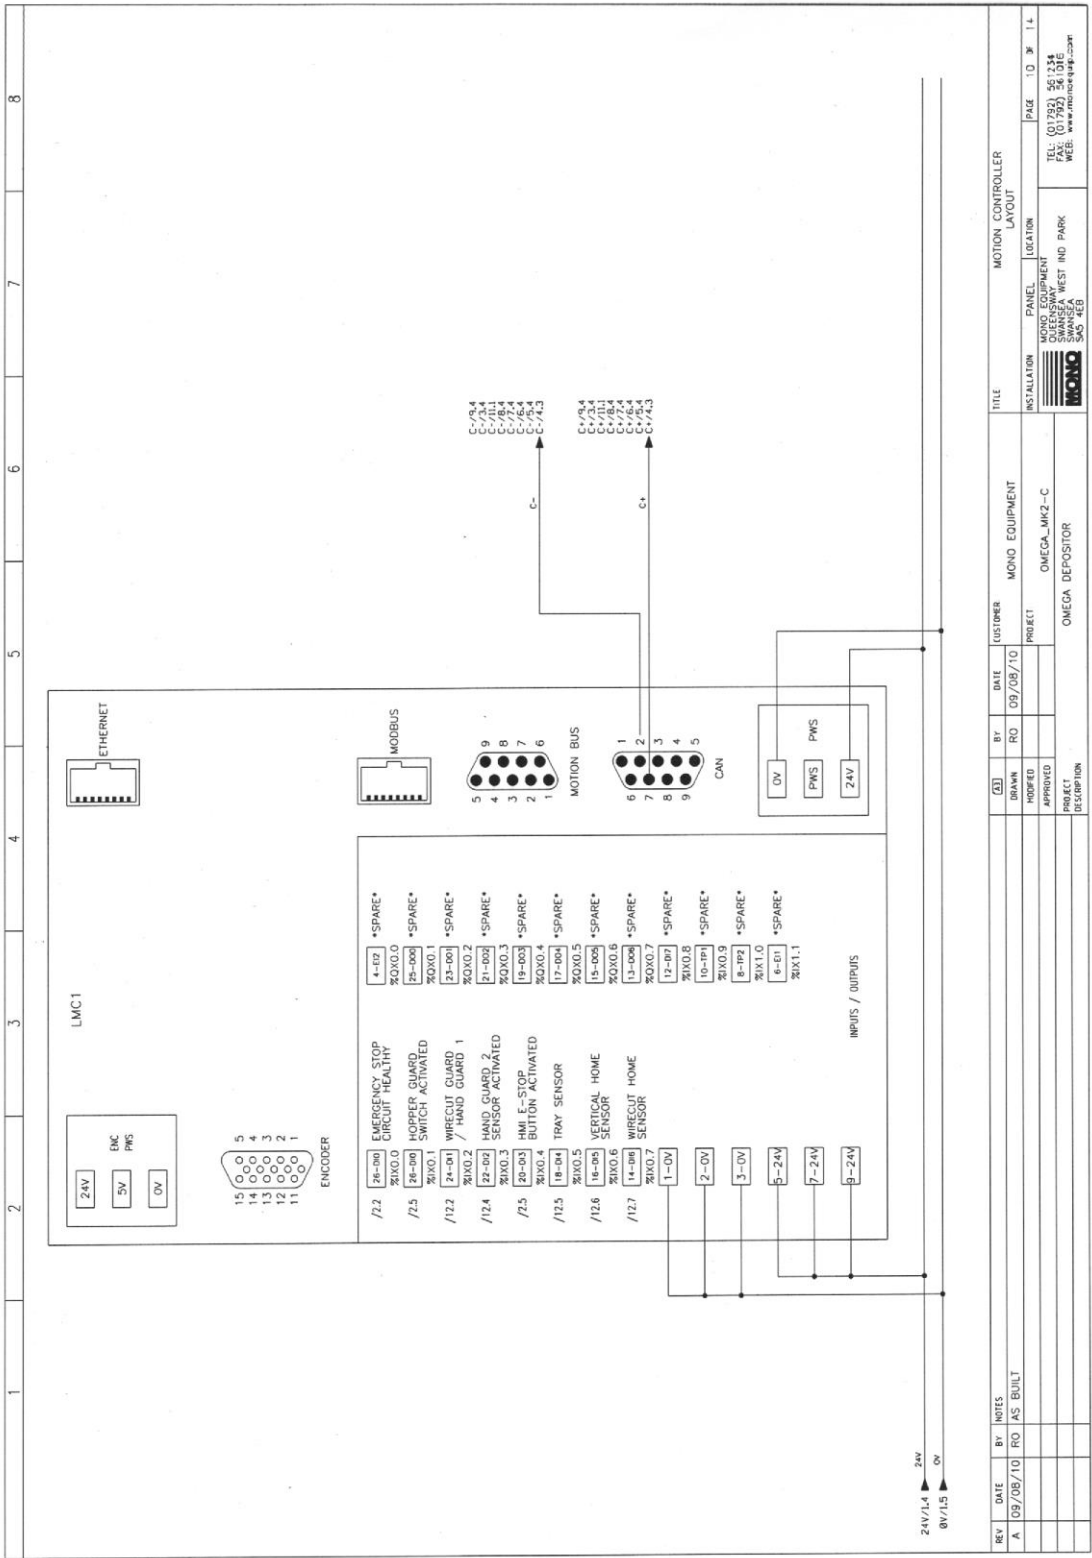 1 2 3 4 5 6 7 8
LMC1
24V
5V
0V
ENC
PWS
15 5
14 4
13 3
12 2
11 1
ENCODER
ETHERNET
MODBUS
5 9
4 8
3 7
2 6
1
MOTION BUS
6 1
7 2
8 3
9 4
5
CAN
0V
PWS
24V
PWS
/2.2 26-DI0 EMERGENCY STOP
CIRCUIT HEALTHY
%IX0.0
/2.5 26-DI0 HOPPER GUARD
SWITCH ACTIVATED
%IX0.1
/12.2 24-DI1 WIRECUT GUARD
/ HAND GUARD 1
%IX0.2
/12.4 22-DI2 HAND GUARD 2
SENSOR ACTIVATED
%IX0.3
/2.5 20-DI3 HMI E-STOP
BUTTON ACTIVATED
%IX0.4
/12.5 18-DI4 TRAY SENSOR
%IX0.5
/12.6 16-DI5 VERTICAL HOME
SENSOR
%IX0.6
/12.7 14-DI6 WIRECUT HOME
SENSOR
%IX0.7
1-0V
2-0V
3-0V
5-24V
7-24V
9-24V
4-EI2 *SPARE*
%QX0.0
25-DO0 *SPARE*
%QX0.1
23-DO1 *SPARE*
%QX0.2
21-DO2 *SPARE*
%QX0.3
19-DO3 *SPARE*
%QX0.4
17-DO4 *SPARE*
%QX0.5
15-DO5 *SPARE*
%QX0.6
13-DO6 *SPARE*
%QX0.7
12-DI7 *SPARE*
%IX0.8
10-TP1 *SPARE*
%IX0.9
8-TP2 *SPARE*
%IX1.0
6-EI1 *SPARE*
%IX1.1
INPUTS / OUTPUTS
C-
C-/9.4
C-/3.4
C-/11.1
C-/8.4
C-/7.4
C-/6.4
C-/5.4
C-/4.3
C+
C+/9.4
C+/3.4
C+/11.1
C+/8.4
C+/7.4
C+/6.4
C+/5.4
C+/4.3
24V/1.4 24V
0V/1.5 0V
REV DATE BY NOTES
A 09/08/10 RO AS BUILT
A3 BY DATE
DRAWN RO 09/08/10
MODIFIED
APPROVED
PROJECT
DESCRIPTION
OMEGA DEPOSITOR
CUSTOMER
MONO EQUIPMENT
PROJECT
OMEGA_MK2-C
TITLE
MOTION CONTROLLER
LAYOUT
INSTALLATION PANEL LOCATION PAGE 10 OF 14
MONO
MONO EQUIPMENT
QUEENSWAY
SWANSEA WEST IND PARK
SWANSEA
SA5 4EB
TEL: (01792) 561234
FAX: (01792) 561016
WEB: www.monoequip.com